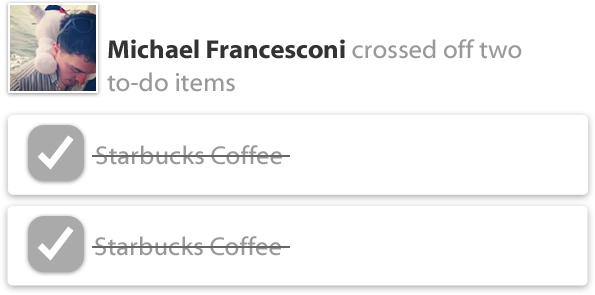 Michael Francesconi crossed off two
to-do items
Starbucks Coffee
Starbucks Coffee